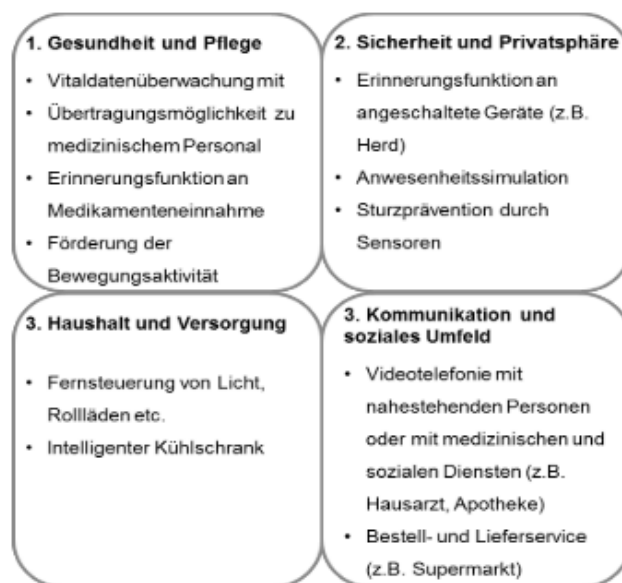 1. Gesundheit und Pflege
• Vitaldatenüberwachung mit
• Übertragungsmöglichkeit zu
medizinischem Personal
• Erinnerungsfunktion an
Medikamenteneinnahme
• Förderung der
Bewegungsaktivität
2. Sicherheit und Privatsphäre
• Erinnerungsfunktion an
angeschaltete Geräte (z.B.
Herd)
• Anwesenheitssimulation
• Sturzprävention durch
Sensoren
3. Haushalt und Versorgung
• Fernsteuerung von Licht,
Rollläden etc.
• Intelligenter Kühlschrank
3. Kommunikation und
soziales Umfeld
• Videotelefonie mit
nahestehenden Personen
oder mit medizinischen und
sozialen Diensten (z.B.
Hausarzt, Apotheke)
• Bestell- und Lieferservice
(z.B. Supermarkt)